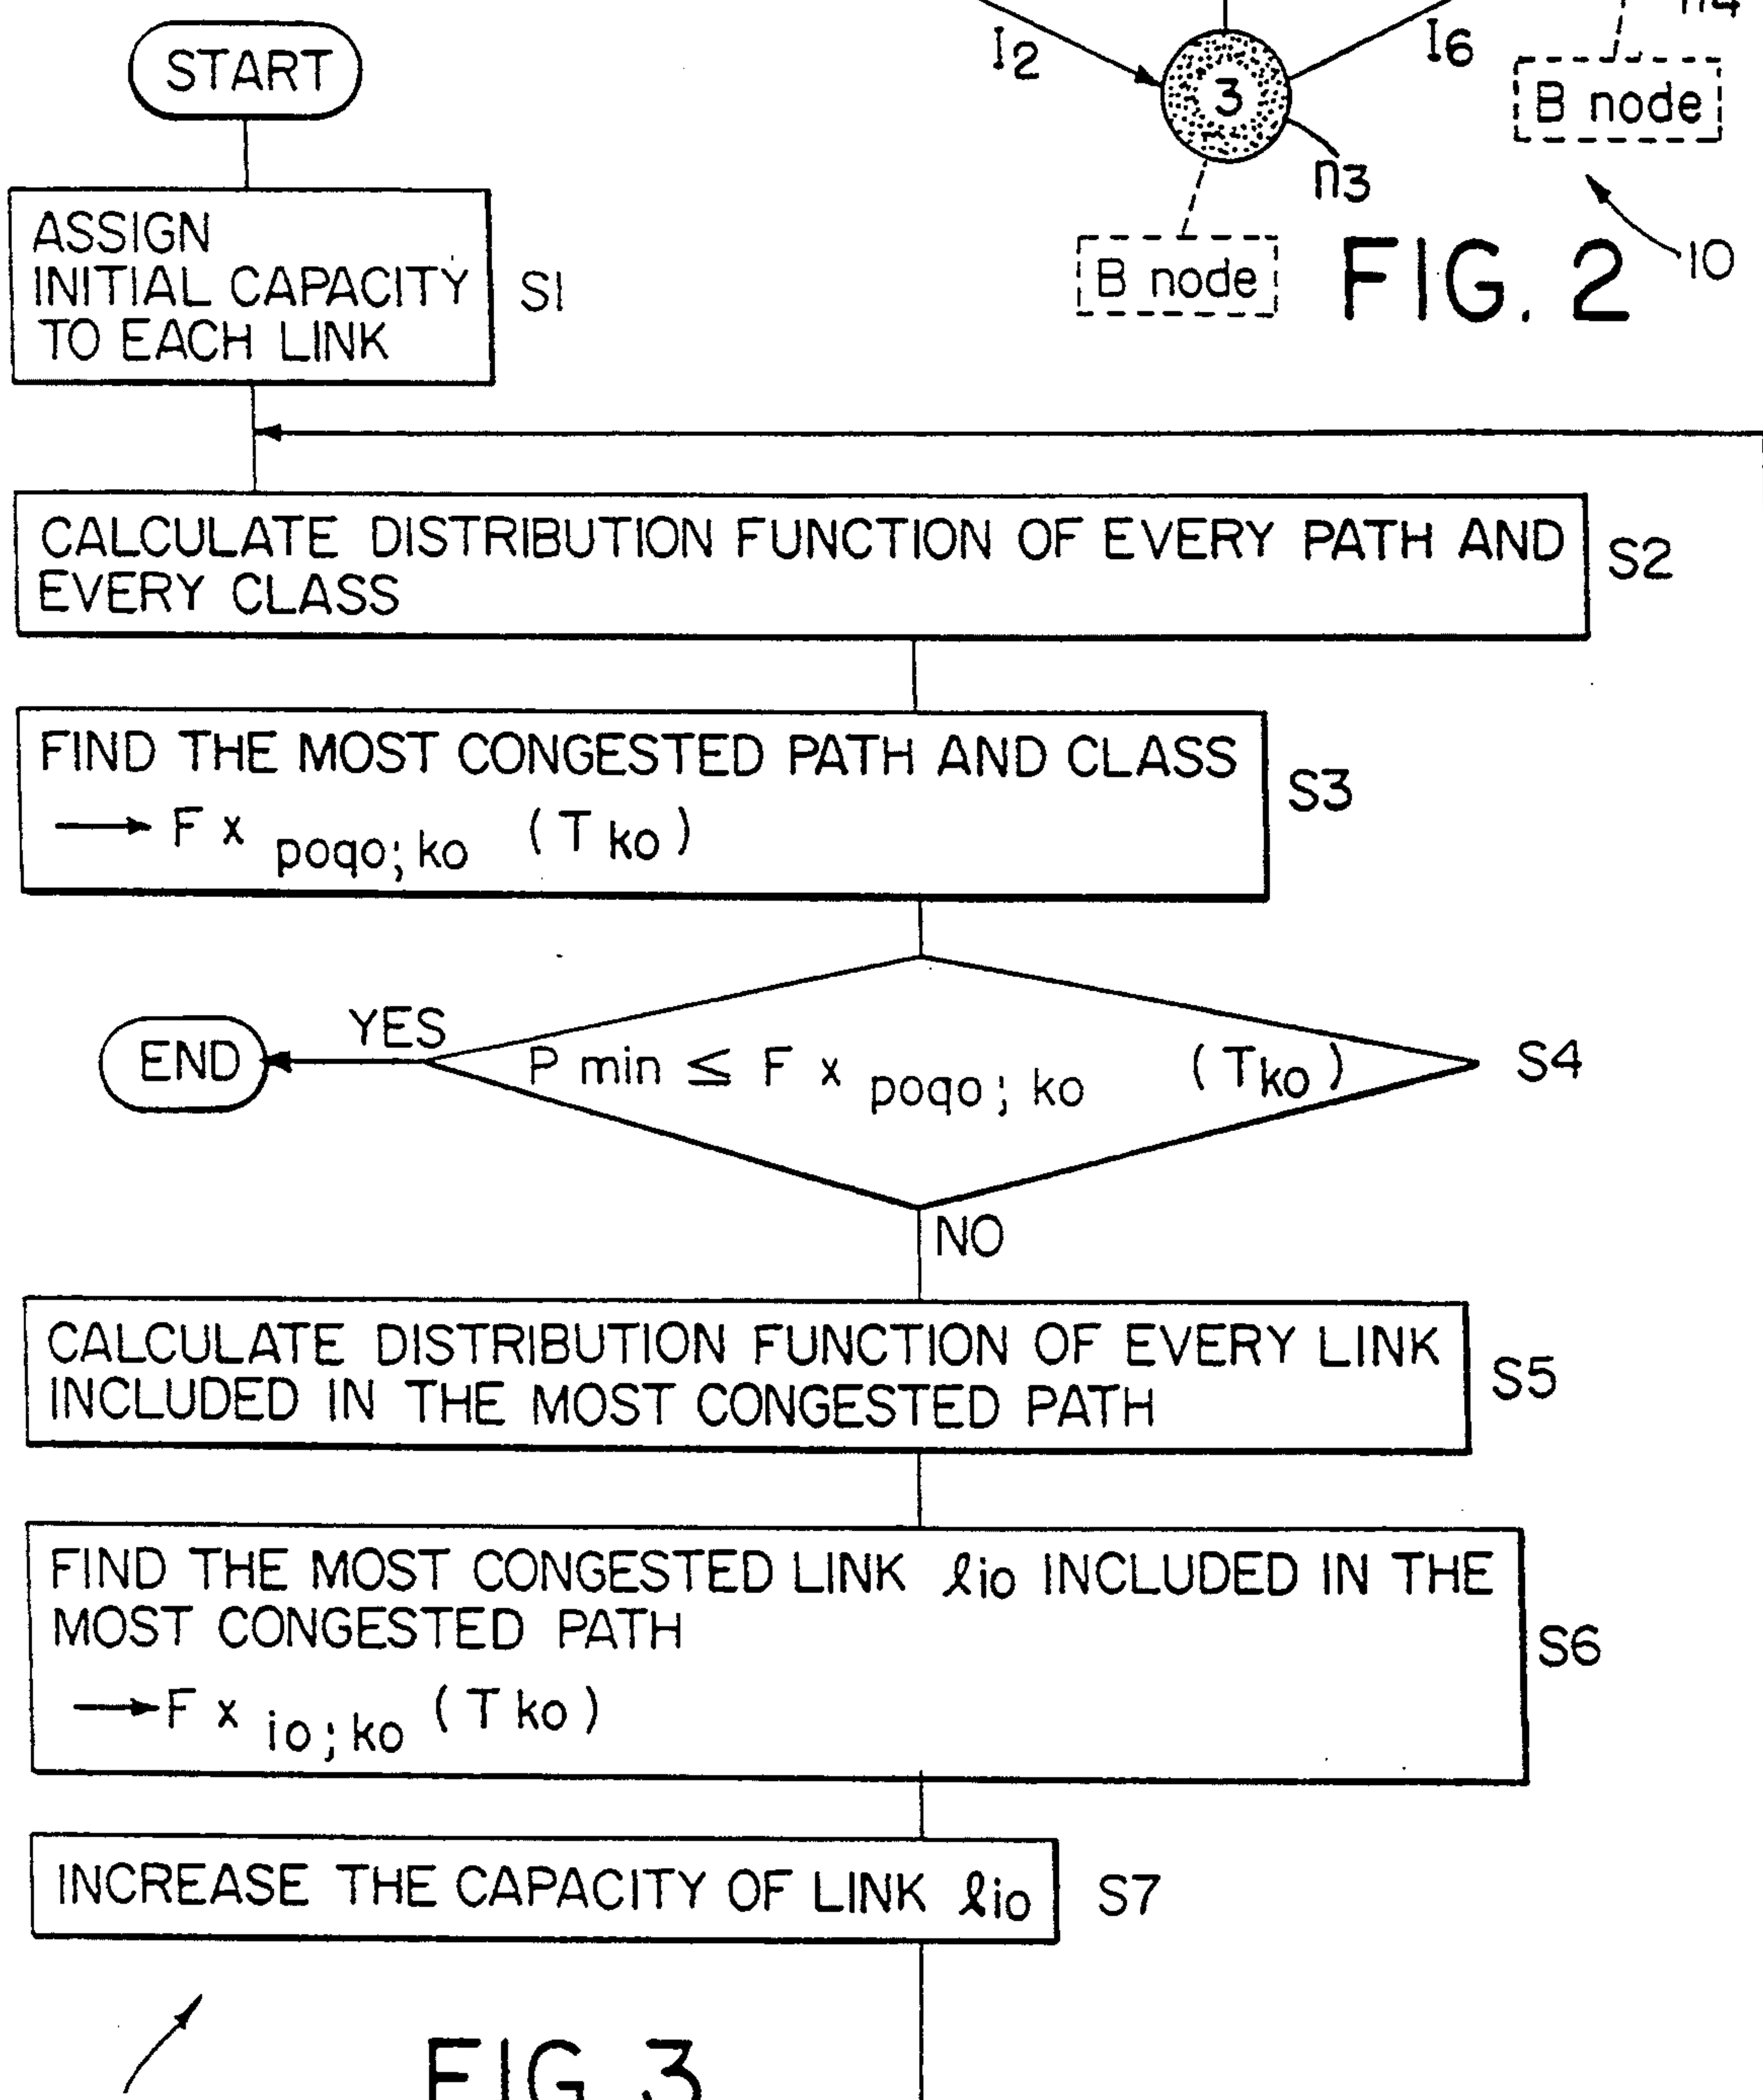 START
ASSIGN
INITIAL CAPACITY
TO EACH LINK
S1
I2
3
I6
n4
B node
n3
B node
FIG. 2
10
CALCULATE DISTRIBUTION FUNCTION OF EVERY PATH AND
EVERY CLASS
S2
FIND THE MOST CONGESTED PATH AND CLASS
→ F x poqo; ko (T ko)
S3
YES
END
P min ≤ F x poqo; ko (Tko)
S4
NO
CALCULATE DISTRIBUTION FUNCTION OF EVERY LINK
INCLUDED IN THE MOST CONGESTED PATH
S5
FIND THE MOST CONGESTED LINK ℓio INCLUDED IN THE
MOST CONGESTED PATH
→ F x io; ko (T ko)
S6
INCREASE THE CAPACITY OF LINK ℓio
S7
FIG. 3